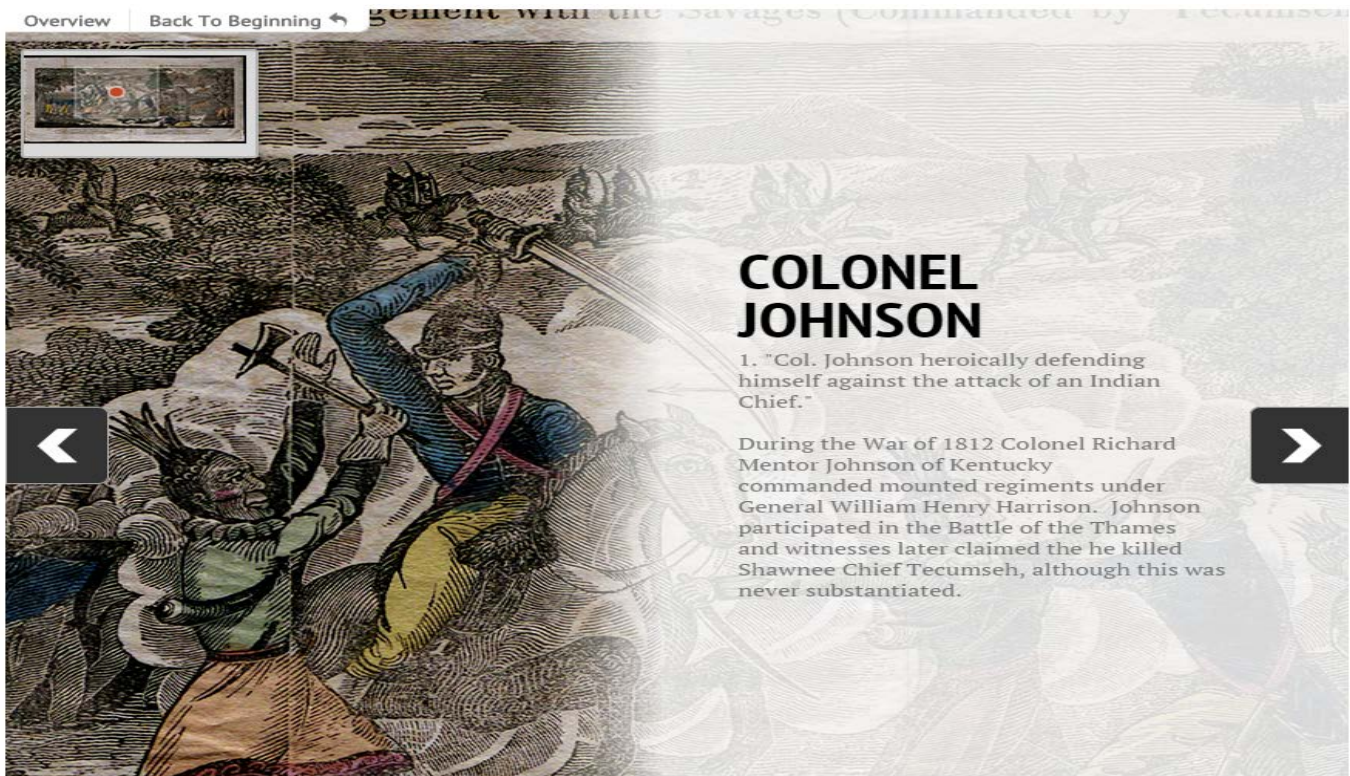 Overview Back To Beginning
gement with the Savages (Commanded by Tecumseh
COLONEL
JOHNSON
1. "Col. Johnson heroically defending
himself against the attack of an Indian
Chief."
During the War of 1812 Colonel Richard
Mentor Johnson of Kentucky
commanded mounted regiments under
General William Henry Harrison.  Johnson
participated in the Battle of the Thames
and witnesses later claimed the he killed
Shawnee Chief Tecumseh, although this was
never substantiated.